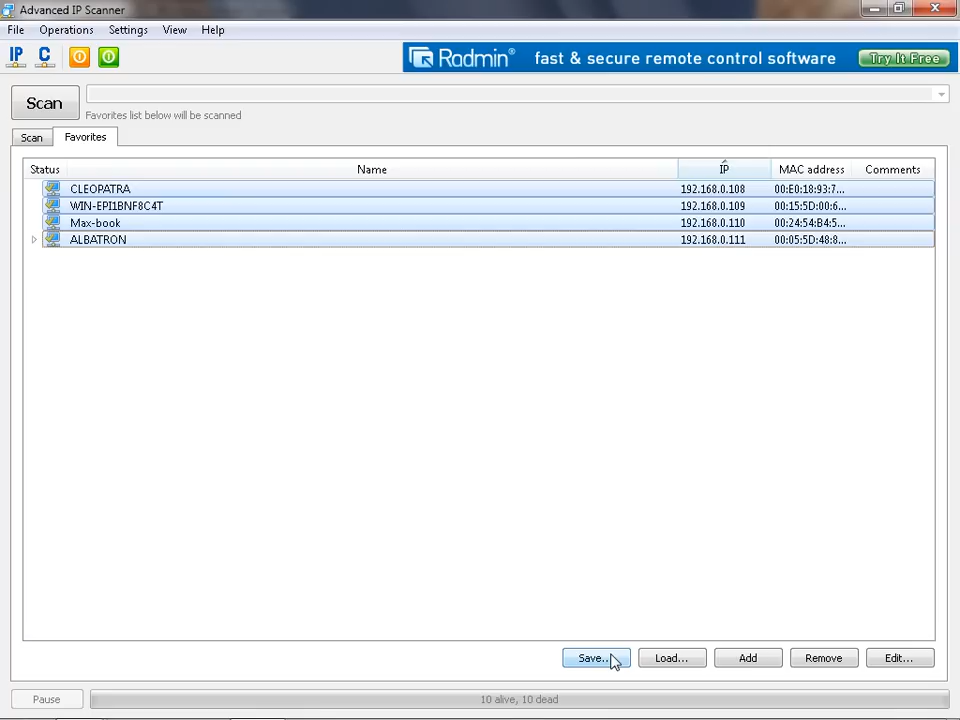 Advanced IP Scanner
File Operations Settings View Help
IP C
Radmin® fast & secure remote control software Try It Free
Scan
Favorites list below will be scanned
Scan Favorites
Status Name IP MAC address Comments
CLEOPATRA 192.168.0.108 00:E0:18:93:7...
WIN-EPI1BNF8C4T 192.168.0.109 00:15:5D:00:6...
Max-book 192.168.0.110 00:24:54:B4:5...
ALBATRON 192.168.0.111 00:05:5D:48:8...
Save... Load... Add Remove Edit...
Pause 10 alive, 10 dead